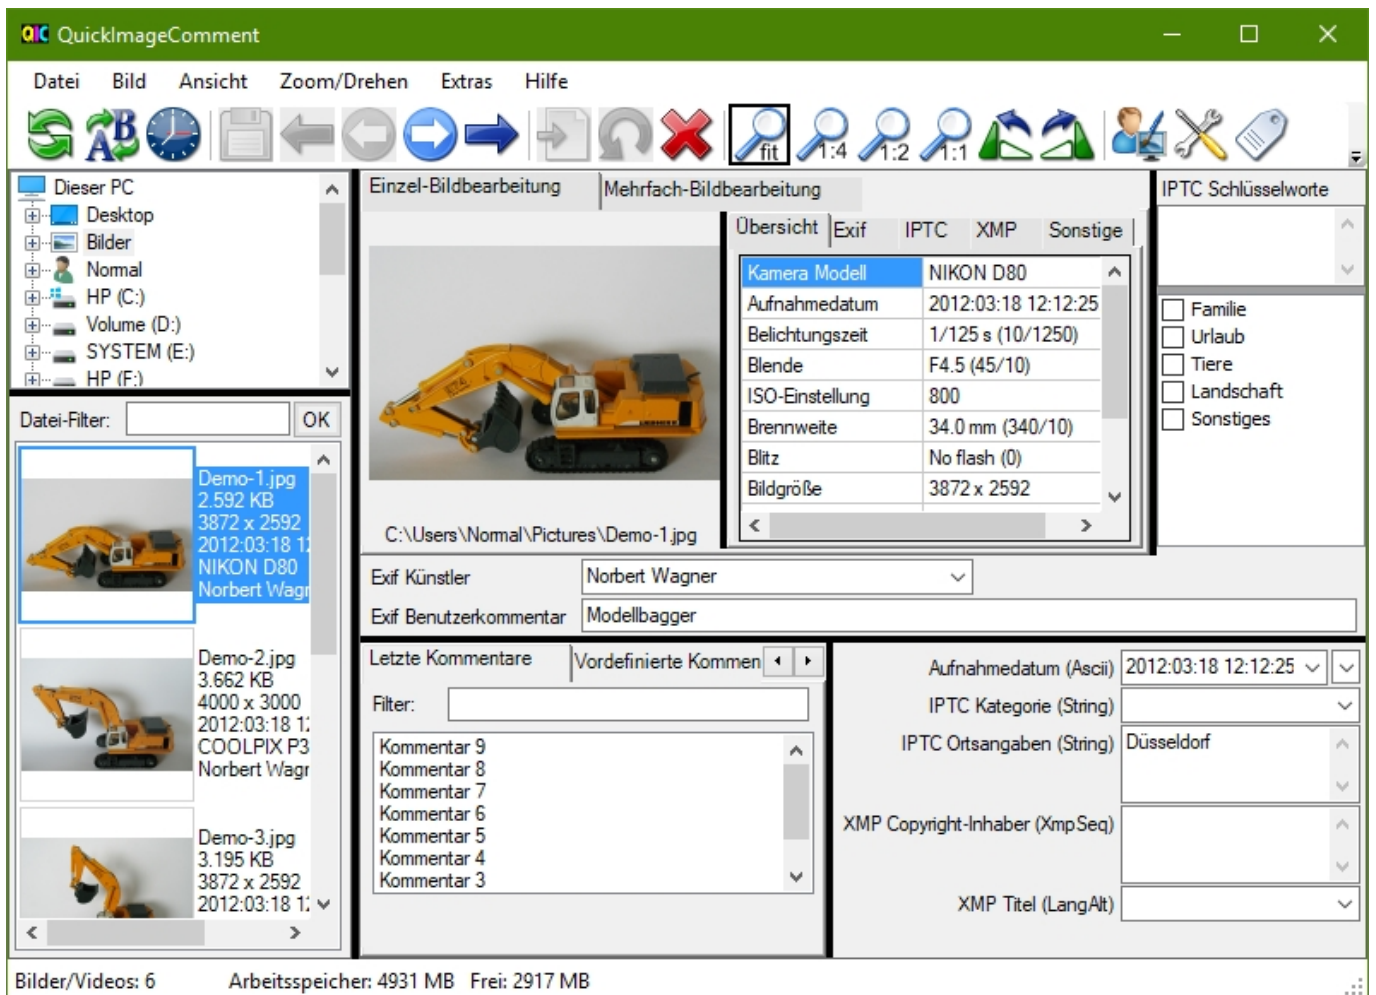 QIC QuickImageComment
Datei Bild Ansicht Zoom/Drehen Extras Hilfe
A B fit 1:4 1:2 1:1
Dieser PC
Desktop
Bilder
Normal
HP (C:)
Volume (D:)
SYSTEM (E:)
HP (F:)
Datei-Filter: OK
Demo-1.jpg
2.592 KB
3872 x 2592
2012:03:18 12
NIKON D80
Norbert Wagr
Demo-2.jpg
3.662 KB
4000 x 3000
2012:03:18 12
COOLPIX P3
Norbert Wagr
Demo-3.jpg
3.195 KB
3872 x 2592
2012:03:18 12
Einzel-Bildbearbeitung Mehrfach-Bildbearbeitung
LIEBHERR
C:\Users\Normal\Pictures\Demo-1.jpg
Übersicht Exif IPTC XMP Sonstige
Kamera Modell NIKON D80
Aufnahmedatum 2012:03:18 12:12:25
Belichtungszeit 1/125 s (10/1250)
Blende F4.5 (45/10)
ISO-Einstellung 800
Brennweite 34.0 mm (340/10)
Blitz No flash (0)
Bildgröße 3872 x 2592
IPTC Schlüsselworte
Familie
Urlaub
Tiere
Landschaft
Sonstiges
Exif Künstler Norbert Wagner
Exif Benutzerkommentar Modellbagger
Letzte Kommentare Vordefinierte Kommen
Filter:
Kommentar 9
Kommentar 8
Kommentar 7
Kommentar 6
Kommentar 5
Kommentar 4
Kommentar 3
Aufnahmedatum (Ascii) 2012:03:18 12:12:25
IPTC Kategorie (String)
IPTC Ortsangaben (String) Düsseldorf
XMP Copyright-Inhaber (XmpSeq)
XMP Titel (LangAlt)
Bilder/Videos: 6 Arbeitsspeicher: 4931 MB Frei: 2917 MB